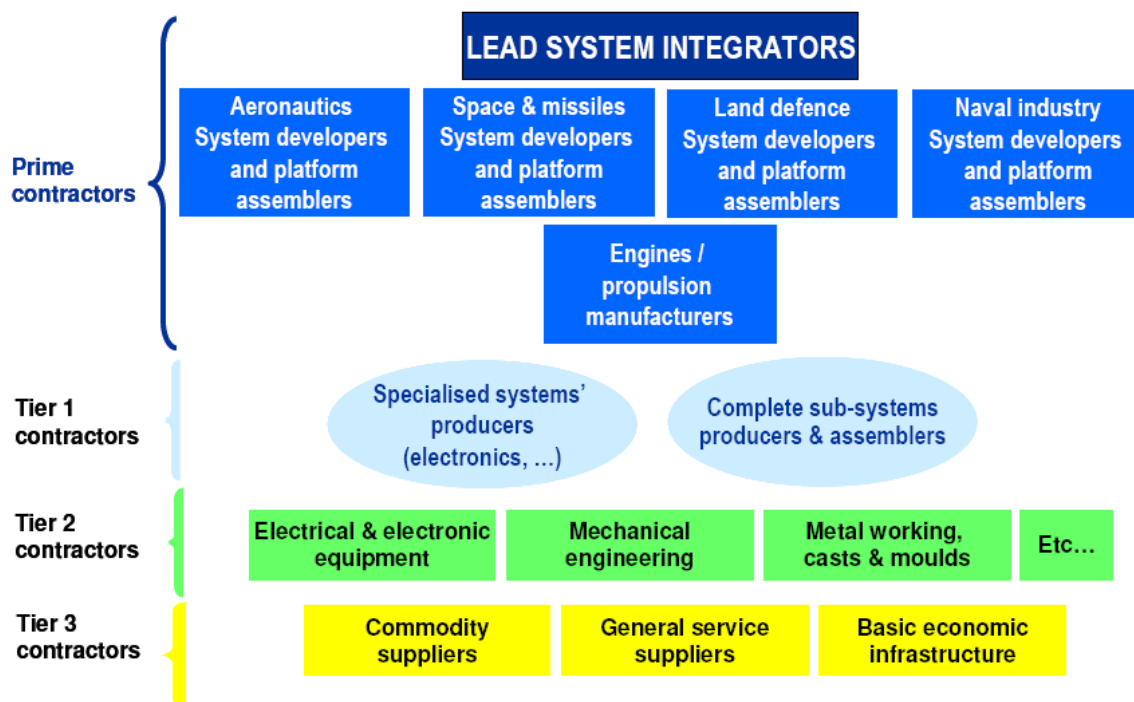 LEAD SYSTEM INTEGRATORS
Prime
contractors
Aeronautics
System developers
and platform
assemblers
Space & missiles
System developers
and platform
assemblers
Land defence
System developers
and platform
assemblers
Naval industry
System developers
and platform
assemblers
Engines /
propulsion
manufacturers
Tier 1
contractors
Specialised systems’
producers
(electronics, …)
Complete sub-systems
producers & assemblers
Tier 2
contractors
Electrical & electronic
equipment
Mechanical
engineering
Metal working,
casts & moulds
Etc…
Tier 3
contractors
Commodity
suppliers
General service
suppliers
Basic economic
infrastructure